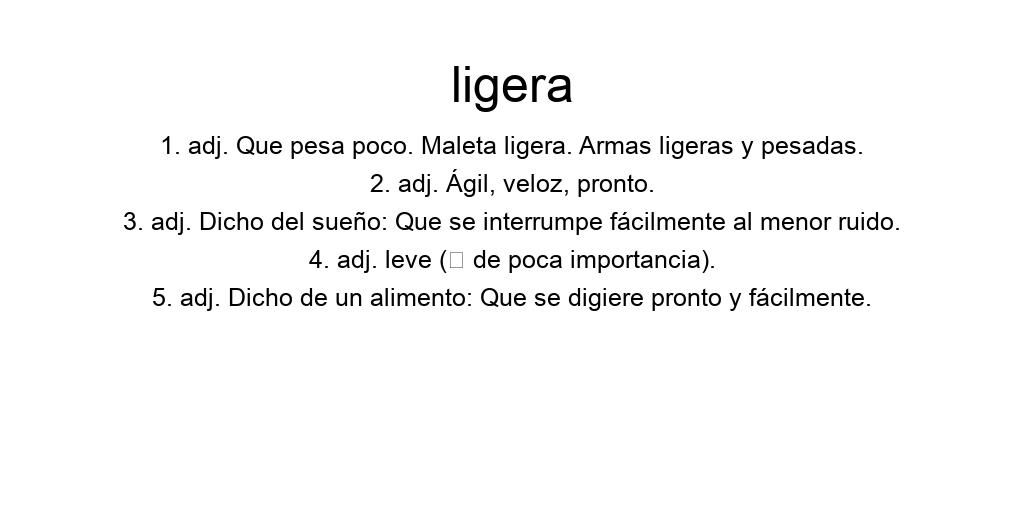 ligera
1. adj. Que pesa poco. Maleta ligera. Armas ligeras y pesadas.
2. adj. Ágil, veloz, pronto.
3. adj. Dicho del sueño: Que se interrumpe fácilmente al menor ruido.
4. adj. leve (□ de poca importancia).
5. adj. Dicho de un alimento: Que se digiere pronto y fácilmente.